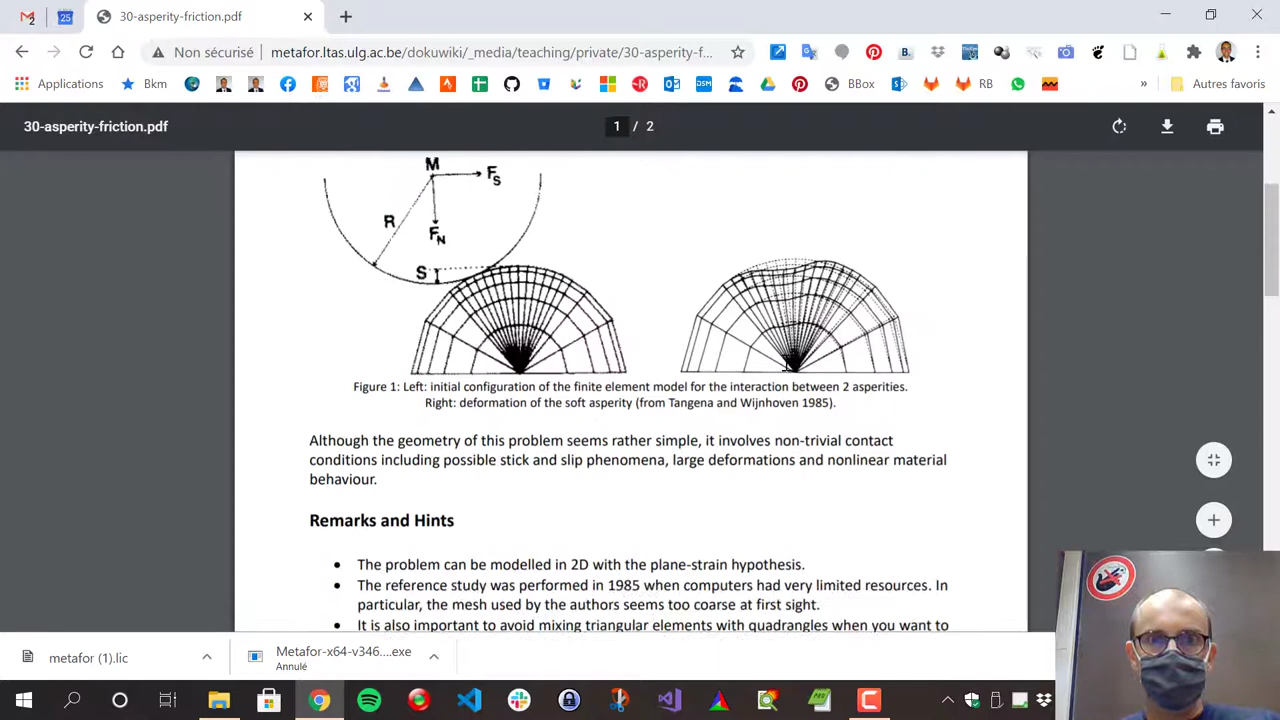 30-asperity-friction.pdf
Non sécurisé
metafor.ltas.ulg.ac.be/dokuwiki/_media/teaching/private/30-asperity-f...
Applications
Bkm
DSM
BBox
RB
»
Autres favoris
30-asperity-friction.pdf
1 / 2
M
FS
R
FN
S
Figure 1: Left: initial configuration of the finite element model for the interaction between 2 asperities.
Right: deformation of the soft asperity (from Tangena and Wijnhoven 1985).
Although the geometry of this problem seems rather simple, it involves non-trivial contact
conditions including possible stick and slip phenomena, large deformations and nonlinear material
behaviour.
Remarks and Hints
• The problem can be modelled in 2D with the plane-strain hypothesis.
• The reference study was performed in 1985 when computers had very limited resources. In
particular, the mesh used by the authors seems too coarse at first sight.
• It is also important to avoid mixing triangular elements with quadrangles when you want to
metafor (1).lic
Metafor-x64-v346....exe
Annulé